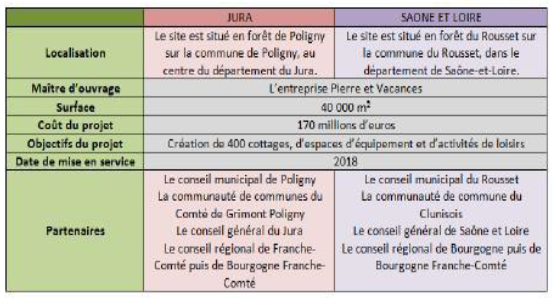 JURA SAONE ET LOIRE
Localisation
Le site est situé en forêt de Poligny
sur la commune de Poligny, au
centre du département du Jura.
Le site est situé en forêt du Rousset sur
la commune du Rousset, dans le
département de Saône-et-Loire.
Maître d'ouvrage L'entreprise Pierre et Vacances
Surface 40 000 m²
Coût du projet 170 millions d'euros
Objectifs du projet Création de 400 cottages, d'espaces d'équipement et d'activités de loisirs
Date de mise en service 2018
Partenaires
Le conseil municipal de Poligny
La communauté de communes du
Comté de Grimont Poligny
Le conseil général du Jura
Le conseil régional de Franche-
Comté puis de Bourgogne Franche-
Comté
Le conseil municipal du Rousset
La communauté de commune du
Clunisois
Le conseil général de Saône et Loire
Le conseil régional de Bourgogne puis de
Bourgogne Franche-Comté